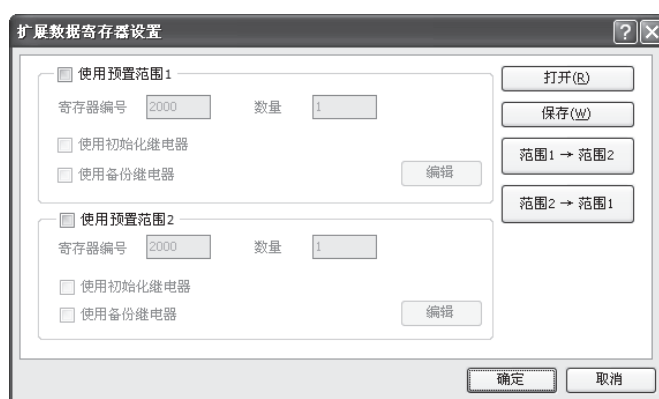 扩展数据寄存器设置
使用预置范围1
寄存器编号 2000 数量 1
使用初始化继电器
使用备份继电器
编辑
使用预置范围2
寄存器编号 2000 数量 1
使用初始化继电器
使用备份继电器
编辑
打开(R)
保存(W)
范围1 → 范围2
范围2 → 范围1
确定 取消